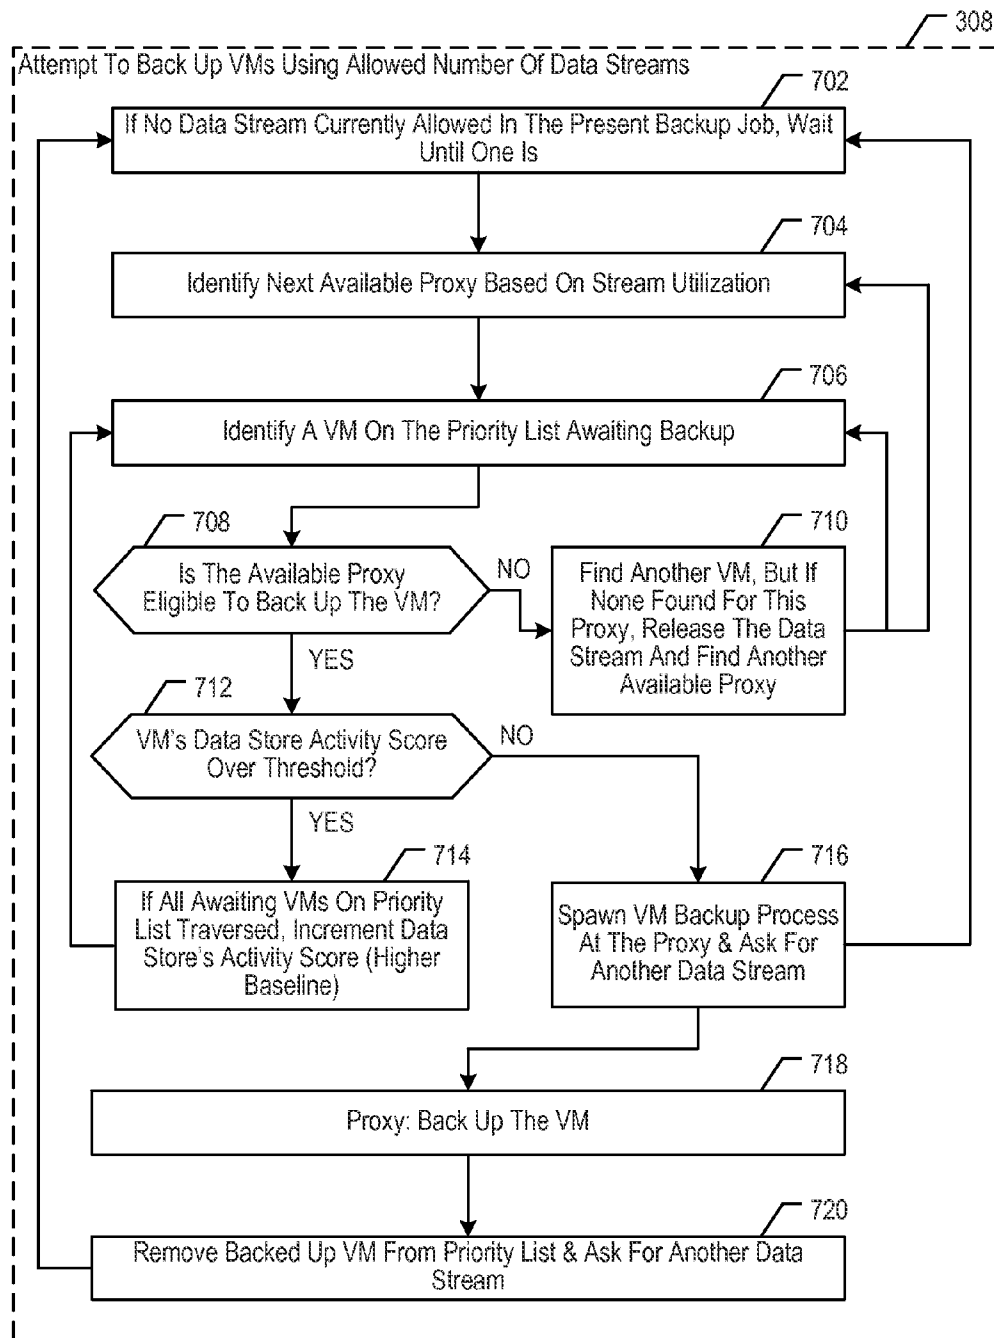 308
Attempt To Back Up VMs Using Allowed Number Of Data Streams
702
If No Data Stream Currently Allowed In The Present Backup Job, Wait
Until One Is
704
Identify Next Available Proxy Based On Stream Utilization
706
Identify A VM On The Priority List Awaiting Backup
708
Is The Available Proxy
Eligible To Back Up The VM?
NO
YES
710
Find Another VM, But If
None Found For This
Proxy, Release The Data
Stream And Find Another
Available Proxy
712
VM's Data Store Activity Score
Over Threshold?
NO
YES
714
If All Awaiting VMs On Priority
List Traversed, Increment Data
Store's Activity Score (Higher
Baseline)
716
Spawn VM Backup Process
At The Proxy & Ask For
Another Data Stream
718
Proxy: Back Up The VM
720
Remove Backed Up VM From Priority List & Ask For Another Data
Stream